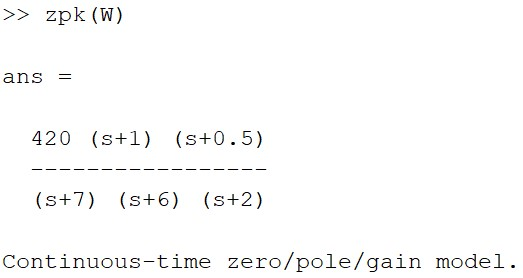 >> zpk(W)
ans =
420 (s+1) (s+0.5)
-----------------
(s+7) (s+6) (s+2)
Continuous-time zero/pole/gain model.